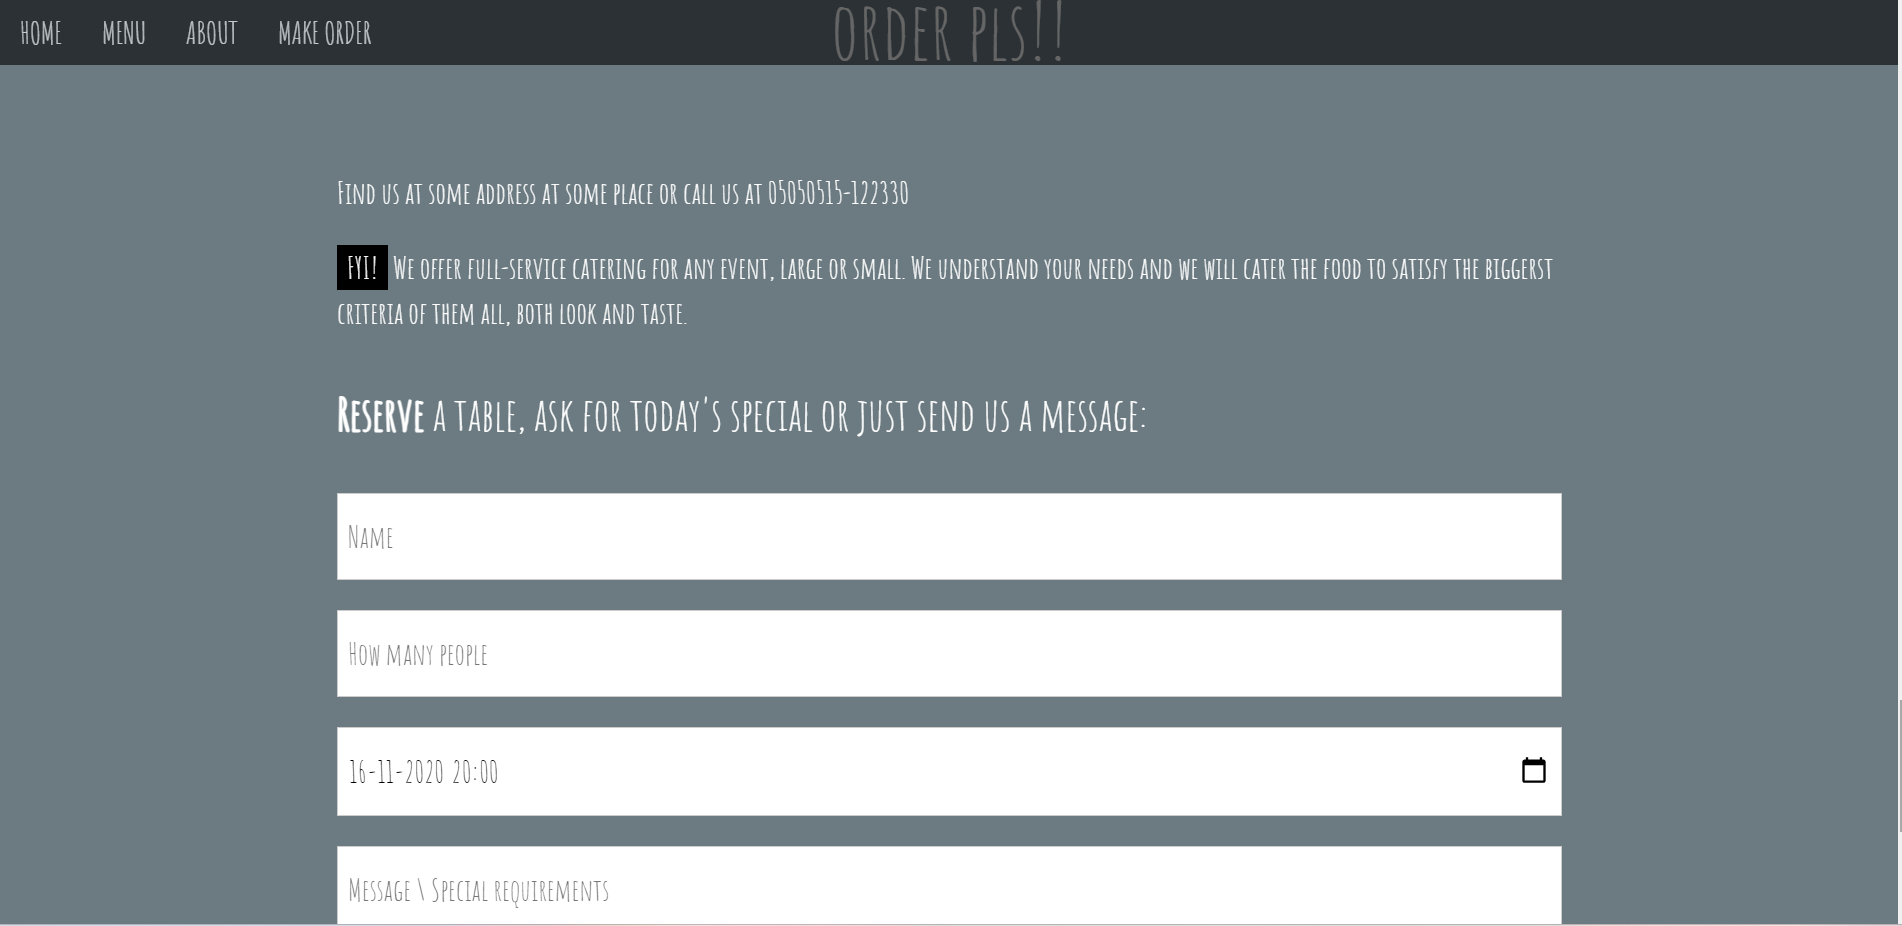 HOME MENU ABOUT MAKE ORDER
ORDER PLS!!
Find us at some address at some place or call us at 05050515-122330
FYI! We offer full-service catering for any event, large or small. We understand your needs and we will cater the food to satisfy the biggerst
criteria of them all, both look and taste.
Reserve a table, ask for today's special or just send us a message:
Name
How many people
16-11-2020 20:00
Message \ Special requirements